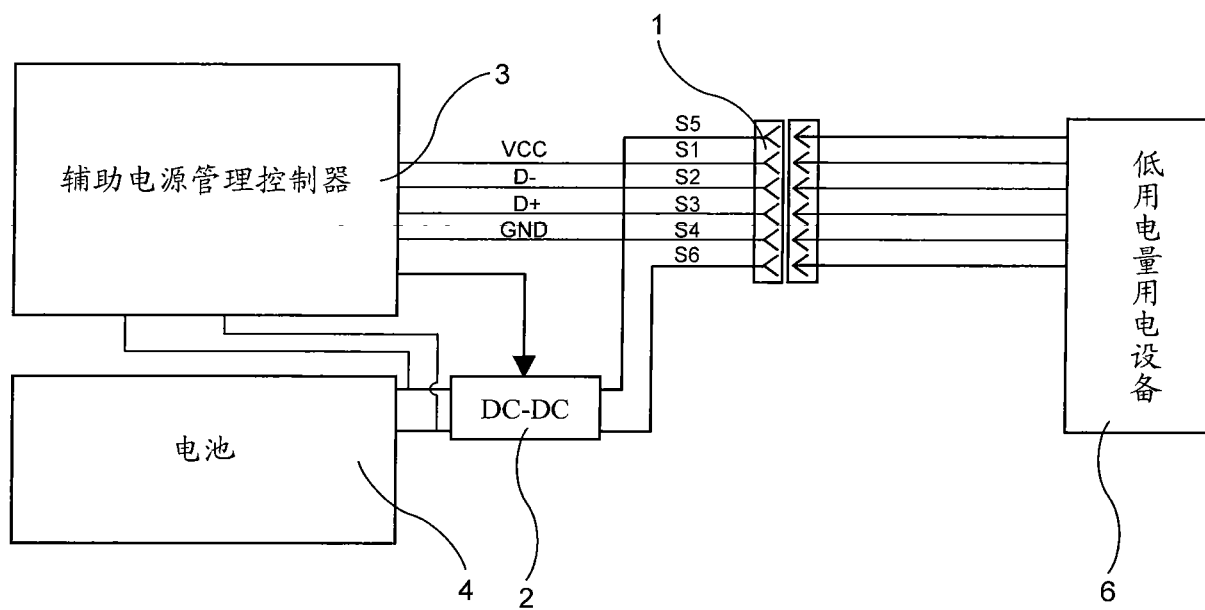 1
3
S5
VCC
S1
D-
S2
辅助电源管理控制器
D+
S3
GND
S4
S6
低用电量用电设备
DC-DC
电池
4
2
6